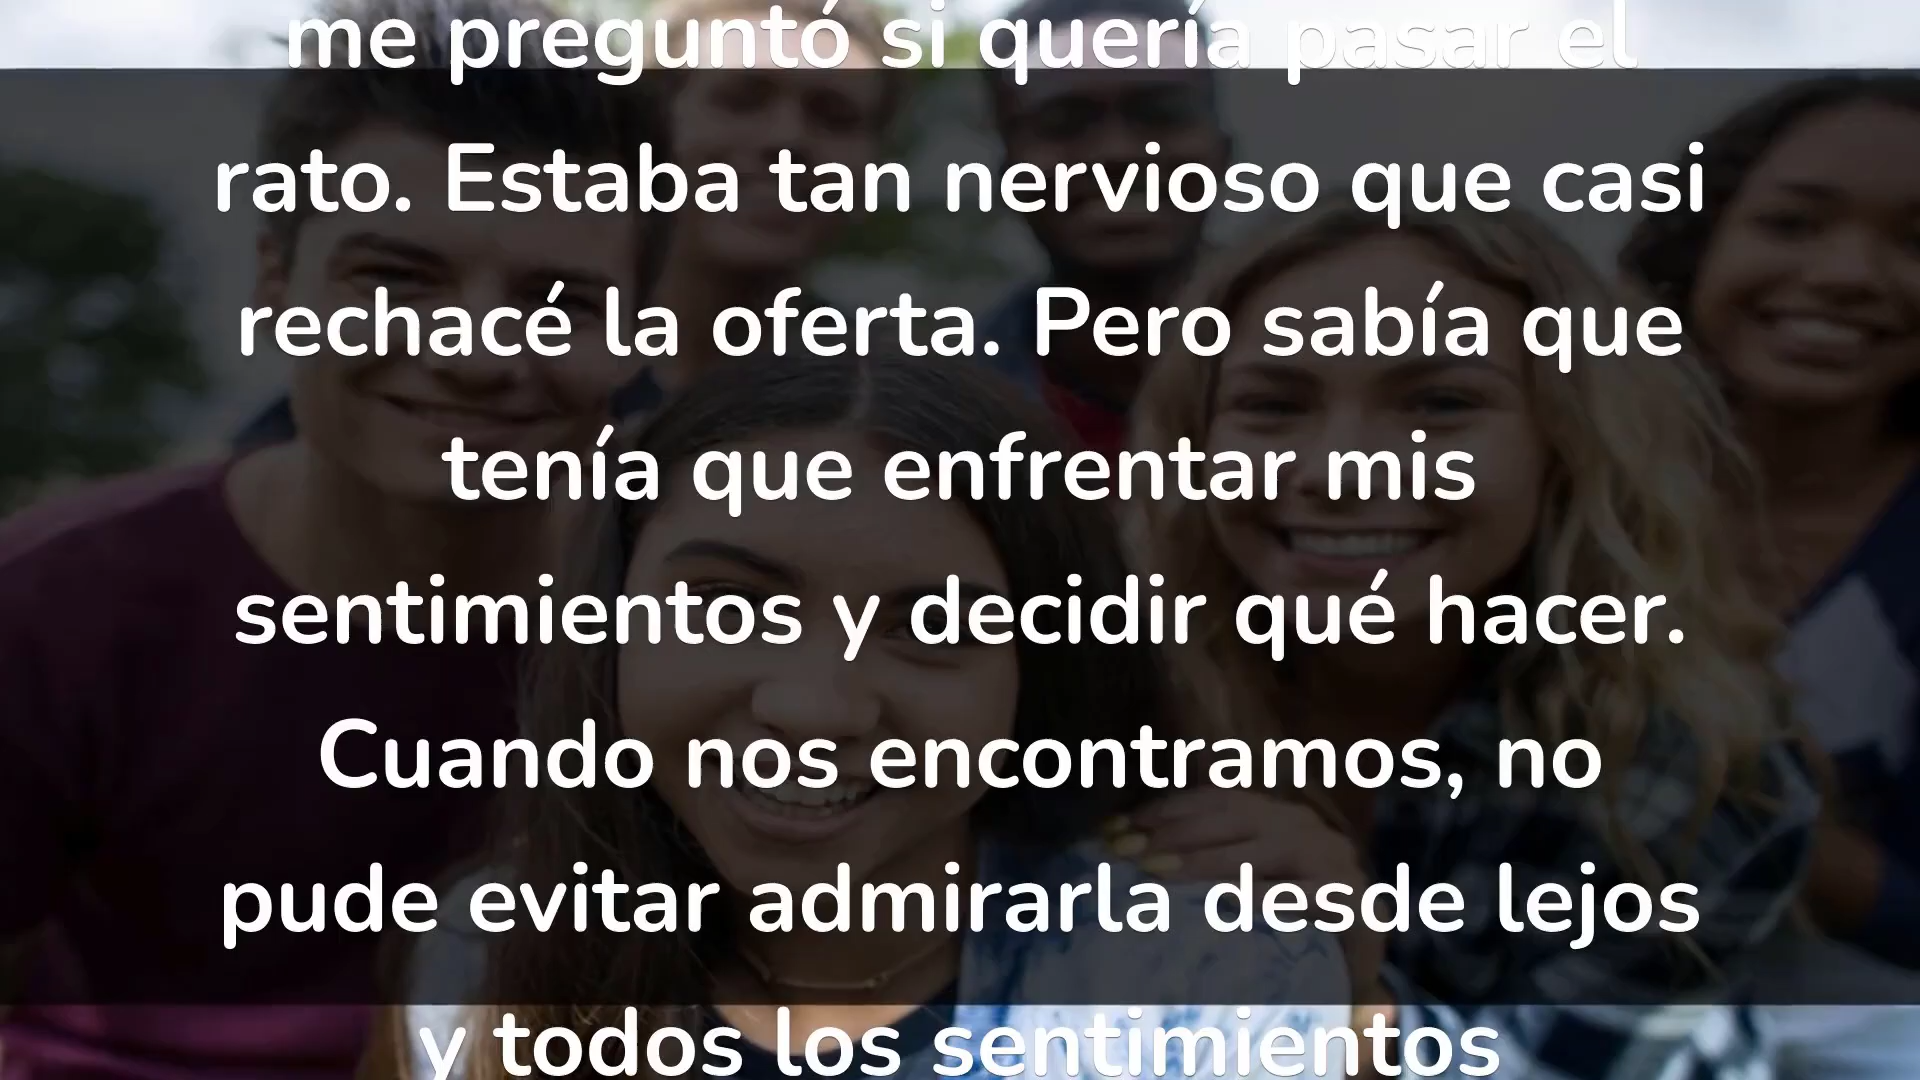 me preguntó si quería pasar el
rato. Estaba tan nervioso que casi
rechacé la oferta. Pero sabía que
tenía que enfrentar mis
sentimientos y decidir qué hacer.
Cuando nos encontramos, no
pude evitar admirarla desde lejos
y todos los sentimientos